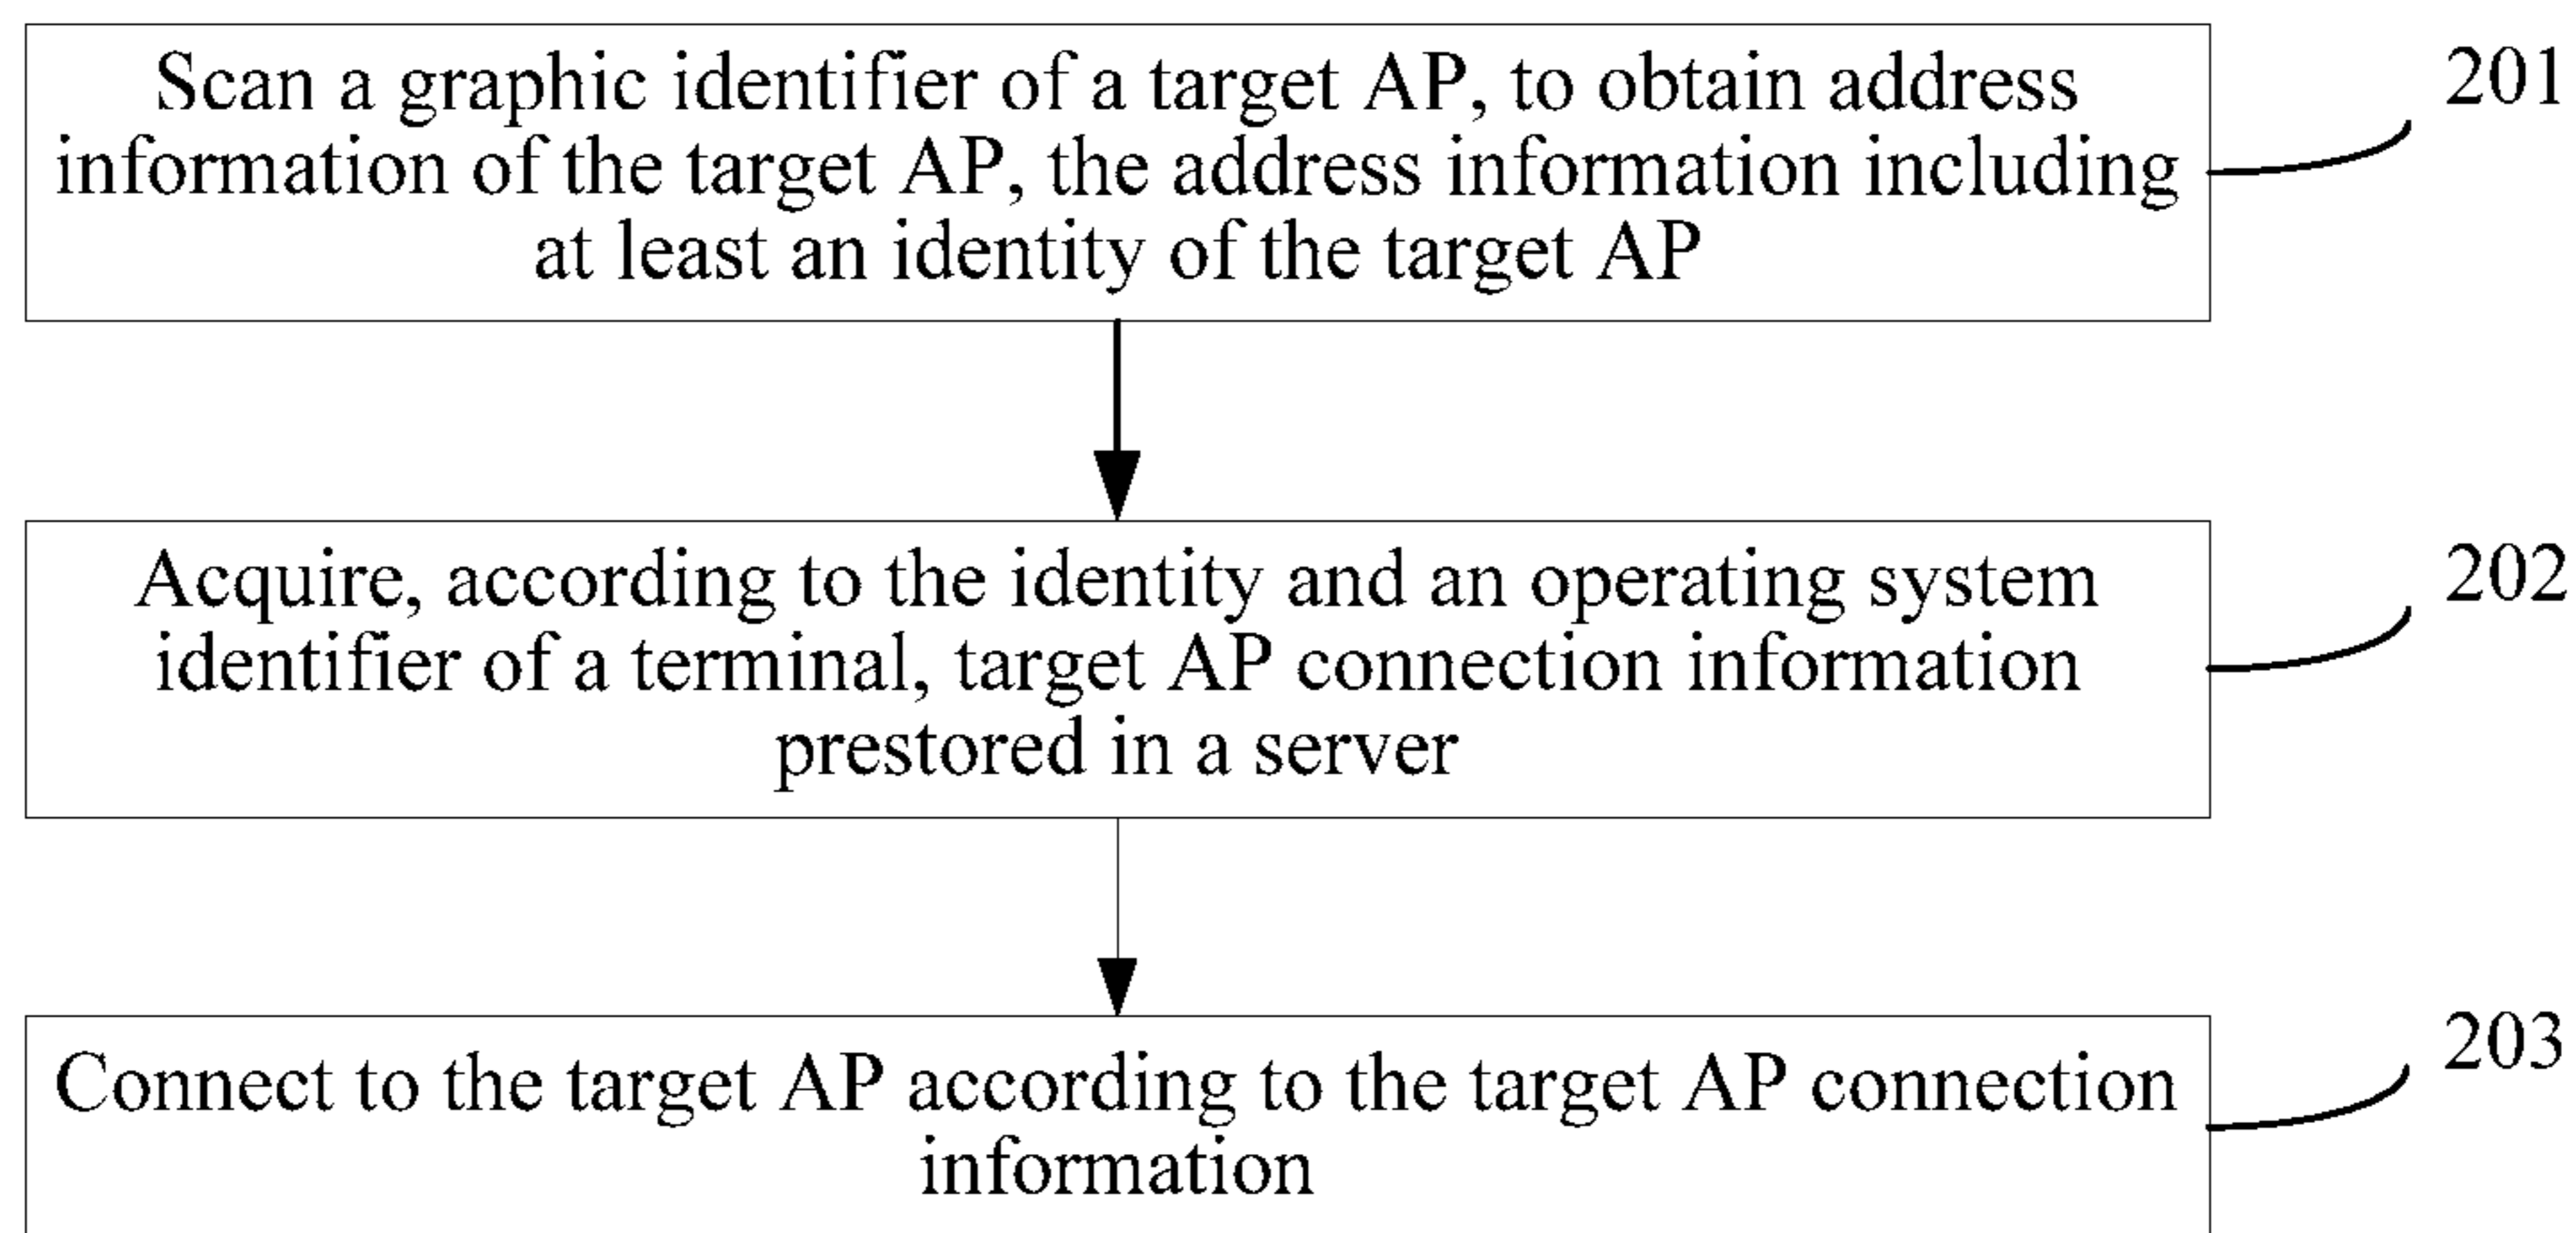 Scan a graphic identifier of a target AP, to obtain address
information of the target AP, the address information including
at least an identity of the target AP
201
Acquire, according to the identity and an operating system
identifier of a terminal, target AP connection information
prestored in a server
202
Connect to the target AP according to the target AP connection
information
203